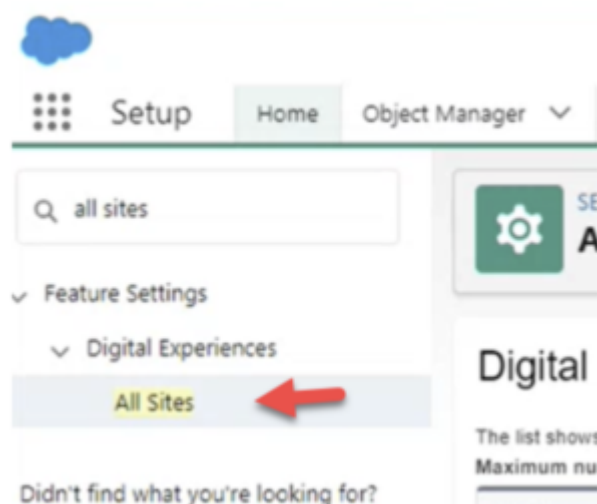 Setup Home Object Manager
all sites
SE
A
Feature Settings
Digital Experiences
All Sites
Digital
The list shows
Maximum nu
Didn't find what you're looking for?